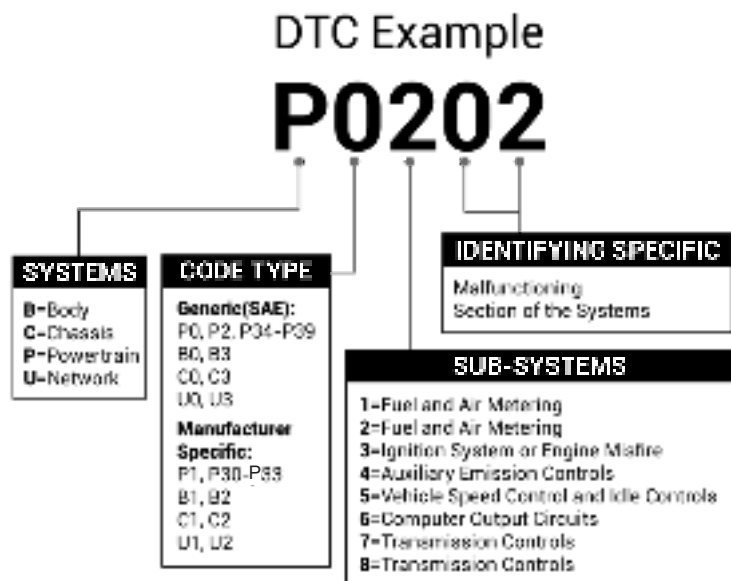 DTC Example
P0202
SYSTEMS
B=Body
C=Chassis
P=Powertrain
U=Network
CODE TYPE
Generic(SAE):
P0, P2, P34-P39
B0, B3
C0, C3
U0, U3
Manufacturer
Specific:
P1, P30-P33
B1, B2
C1, C2
U1, U2
IDENTIFYING SPECIFIC
Malfunctioning
Section of the Systems
SUB-SYSTEMS
1=Fuel and Air Metering
2=Fuel and Air Metering
3=Ignition System or Engine Misfire
4=Auxiliary Emission Controls
5=Vehicle Speed Control and Idle Controls
6=Computer Output Circuits
7=Transmission Controls
8=Transmission Controls